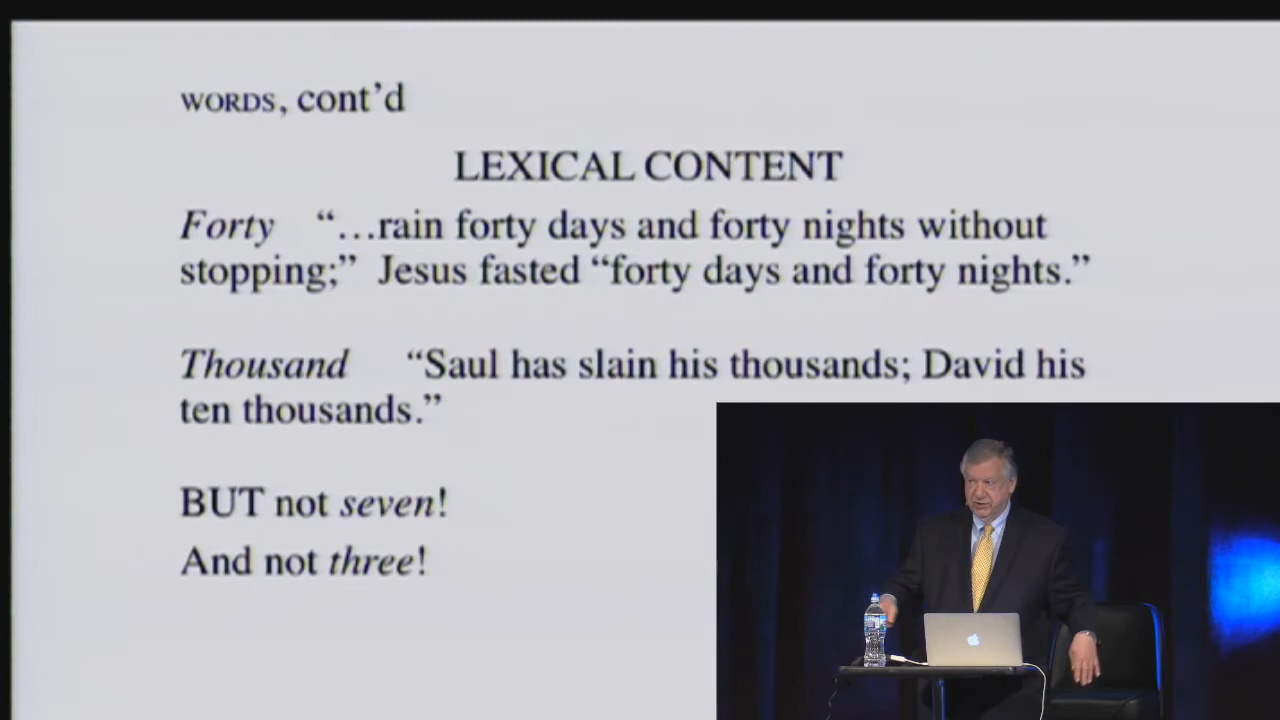 WORDS, cont’d
LEXICAL CONTENT
Forty “…rain forty days and forty nights without
stopping;” Jesus fasted “forty days and forty nights.”
Thousand “Saul has slain his thousands; David his
ten thousands.”
BUT not seven!
And not three!